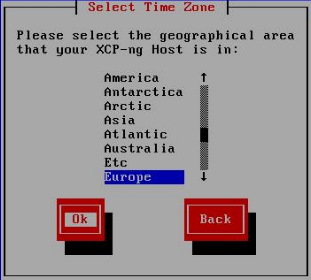 Select Time Zone
Please select the geographical area
that your XCP-ng Host is in:
America
Antarctica
Arctic
Asia
Atlantic
Australia
Etc
Europe
Ok
Back